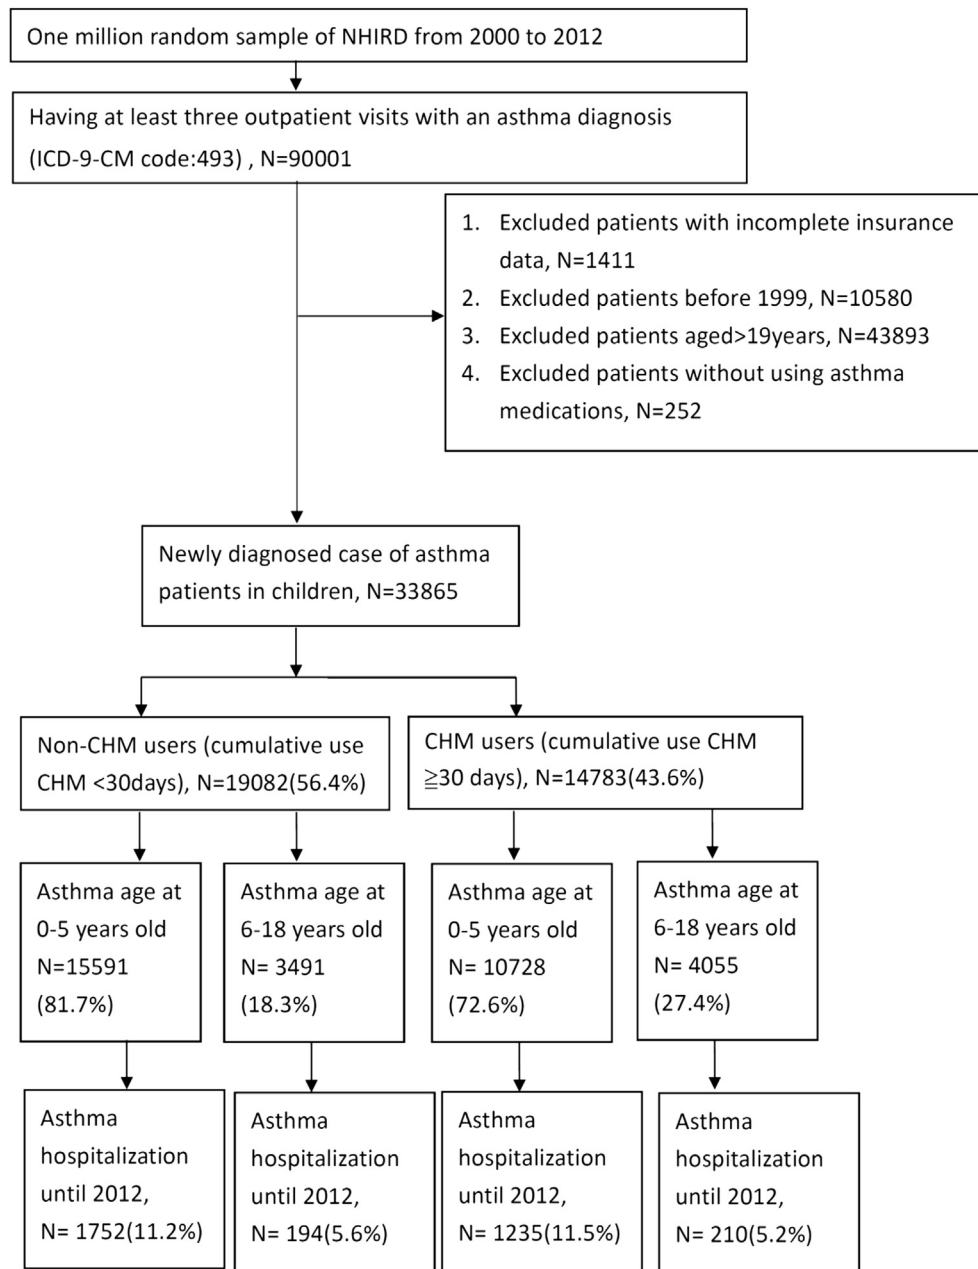 One million random sample of NHIRD from 2000 to 2012
Having at least three outpatient visits with an asthma diagnosis
(ICD-9-CM code:493) , N=90001
1. Excluded patients with incomplete insurance
data, N=1411
2. Excluded patients before 1999, N=10580
3. Excluded patients aged>19years, N=43893
4. Excluded patients without using asthma
medications, N=252
Newly diagnosed case of asthma
patients in children, N=33865
Non-CHM users (cumulative use
CHM <30days), N=19082(56.4%)
CHM users (cumulative use CHM
≧30 days), N=14783(43.6%)
Asthma age at
0-5 years old
N=15591
(81.7%)
Asthma age at
6-18 years old
N= 3491
(18.3%)
Asthma age at
0-5 years old
N= 10728
(72.6%)
Asthma age at
6-18 years old
N= 4055
(27.4%)
Asthma
hospitalization
until 2012,
N= 1752(11.2%)
Asthma
hospitalization
until 2012,
N= 194(5.6%)
Asthma
hospitalization
until 2012,
N= 1235(11.5%)
Asthma
hospitalization
until 2012,
N= 210(5.2%)